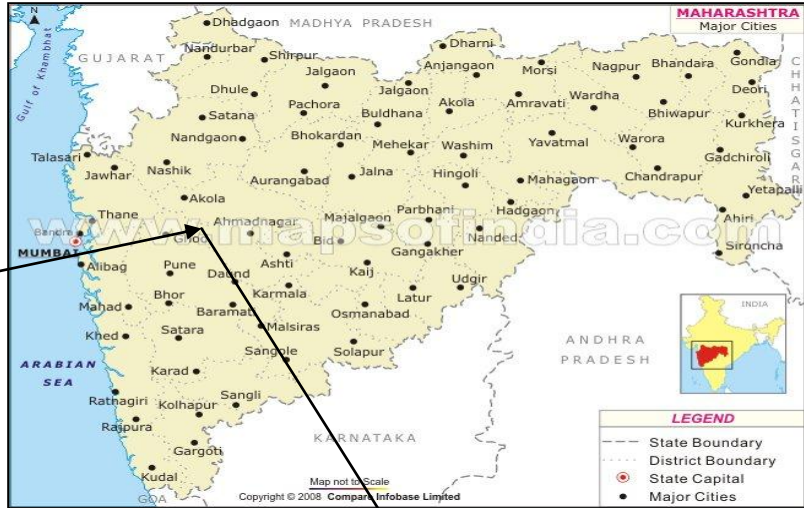 N
MAHARASHTRA
Major Cities
MADHYA PRADESH
GUJARAT
CHHATISGARH
Gulf of Khambhat
Dhadgaon
Nandurbar
Shirpur
Dharni
Jalgaon
Jalgaon
Anjangaon
Morsi
Nagpur
Bhandara
Gondia
Deori
Dhule
Satana
Pachora
Buldhana
Akola
Amravati
Wardha
Bhiwapur
Kurkhera
Nandgaon
Bhokardan
Mehekar
Washim
Yavatmal
Warora
Gadchiroli
Talasari
Jawhar
Nashik
Aurangabad
Jalna
Hingoli
Mahagaon
Chandrapur
Yetapalli
Akola
Hadgaon
Ahiri
Thane
Ahmadnagar
Majalgaon
Parbhani
www.mapsofindia.com
Bandra
Bid
Gangakher
Nanded
Sironcha
MUMBAI
Alibag
Pune
Daund
Ashti
Kaij
Udgir
Bhor
Karmala
Latur
INDIA
Mahad
Baramati
Osmanabad
Khed
Satara
Malsiras
ANDHRA
PRADESH
Sangole
Solapur
ARABIAN
SEA
Karad
Rathagiri
Kolhapur
Sangli
Rajpura
KARNATAKA
Gargoti
Kudal
GOA
LEGEND
State Boundary
District Boundary
State Capital
Major Cities
Map not to Scale
Copyright © 2008 Compare Infobase Limited